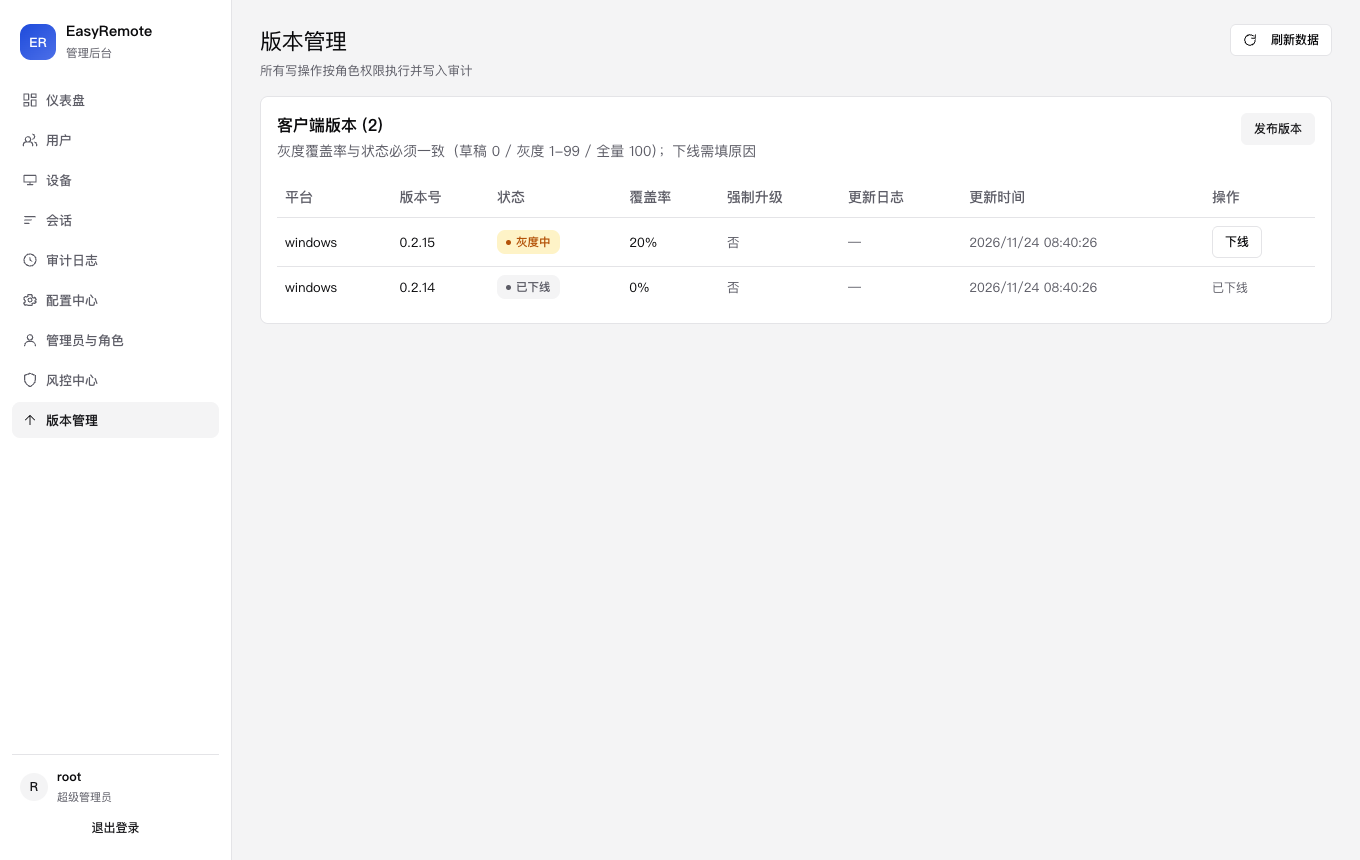 ER
EasyRemote
管理后台
仪表盘
用户
设备
会话
审计日志
配置中心
管理员与角色
风控中心
版本管理
R
root
超级管理员
退出登录
版本管理
所有写操作按角色权限执行并写入审计
刷新数据
客户端版本 (2)
灰度覆盖率与状态必须一致（草稿 0 / 灰度 1–99 / 全量 100）；下线需填原因
发布版本
平台 版本号 状态 覆盖率 强制升级 更新日志 更新时间 操作
windows 0.2.15 灰度中 20% 否 — 2026/11/24 08:40:26 下线
windows 0.2.14 已下线 0% 否 — 2026/11/24 08:40:26 已下线